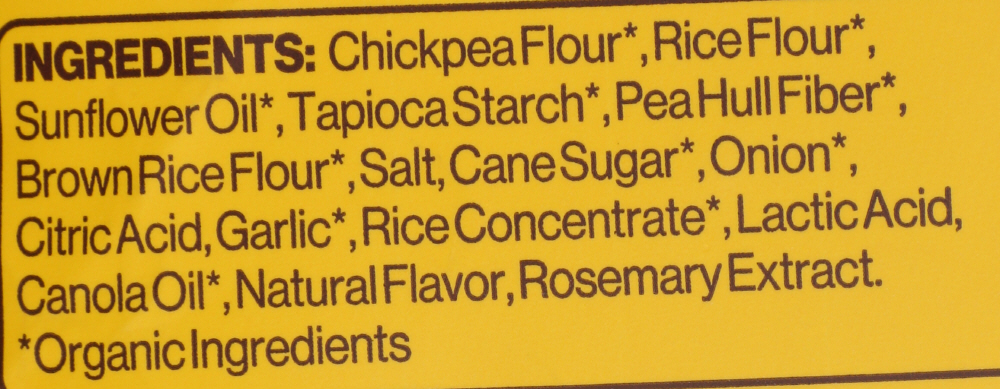 INGREDIENTS: Chickpea Flour*, Rice Flour*,
Sunflower Oil*, Tapioca Starch*, Pea Hull Fiber*,
Brown Rice Flour*, Salt, Cane Sugar*, Onion*,
Citric Acid, Garlic*, Rice Concentrate*, Lactic Acid,
Canola Oil*, Natural Flavor, Rosemary Extract.
*Organic Ingredients